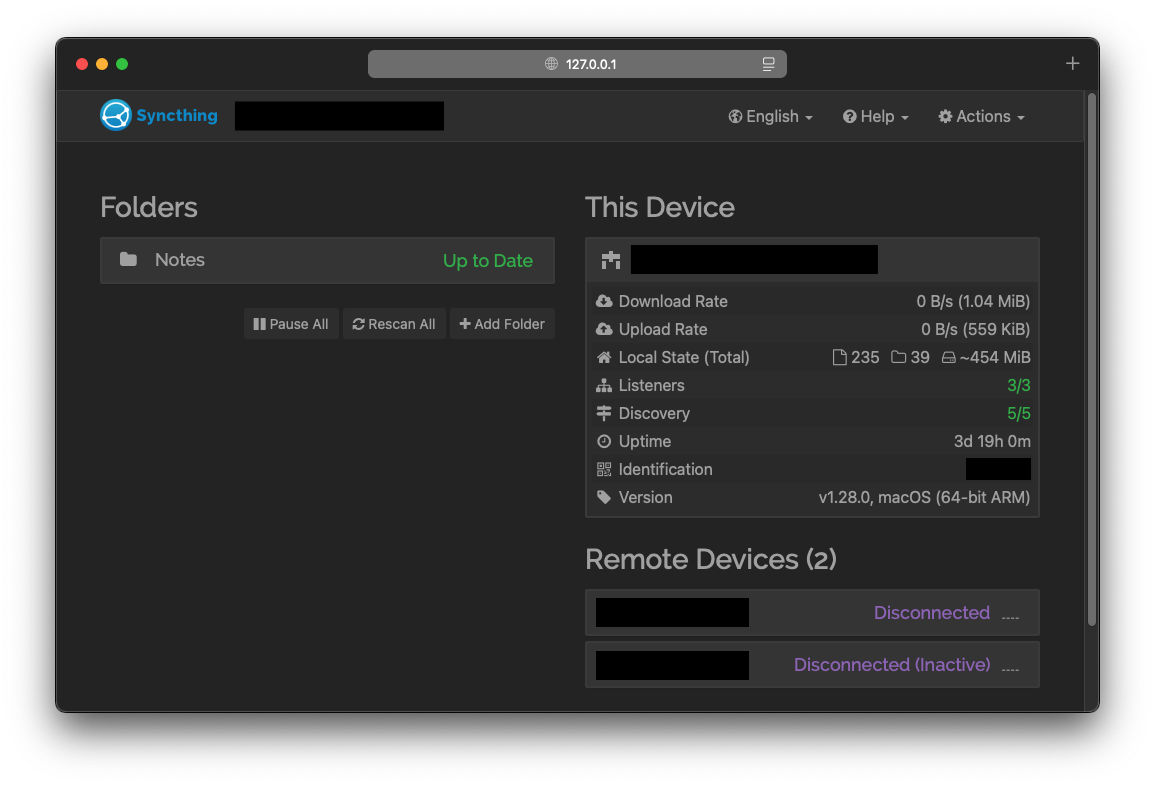 127.0.0.1
Syncthing
English
Help
Actions
Folders
Notes Up to Date
Pause All Rescan All Add Folder
This Device
Download Rate 0 B/s (1.04 MiB)
Upload Rate 0 B/s (559 KiB)
Local State (Total) 235 39 ~454 MiB
Listeners 3/3
Discovery 5/5
Uptime 3d 19h 0m
Identification
Version v1.28.0, macOS (64-bit ARM)
Remote Devices (2)
Disconnected
Disconnected (Inactive)